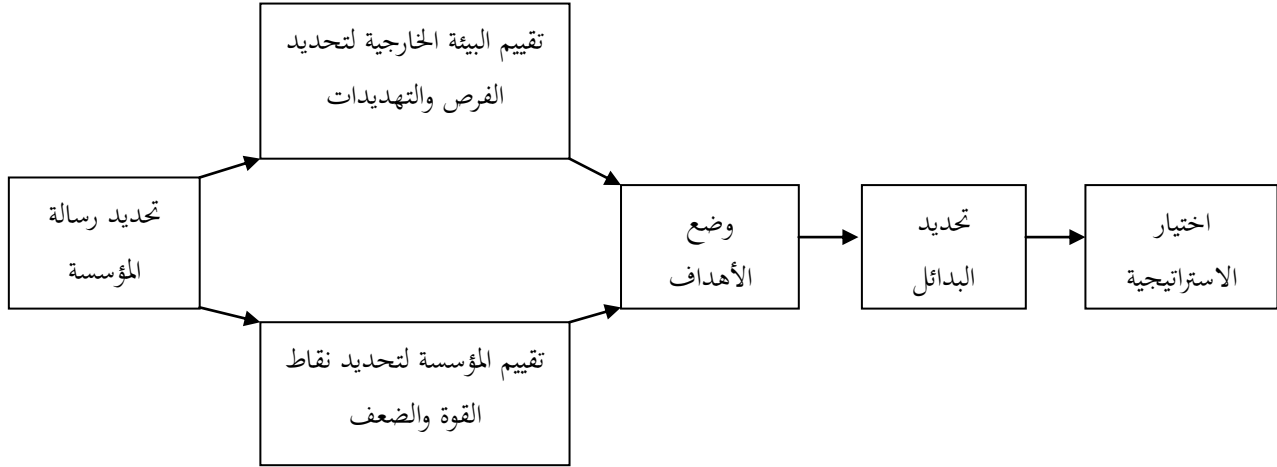 تقييم البيئة الخارجية لتحديد
الفرص والتهديدات
تحديد رسالة
المؤسسة
تقييم المؤسسة لتحديد نقاط
القوة والضعف
وضع
الأهداف
تحديد
البدائل
اختيار
الاستراتيجية